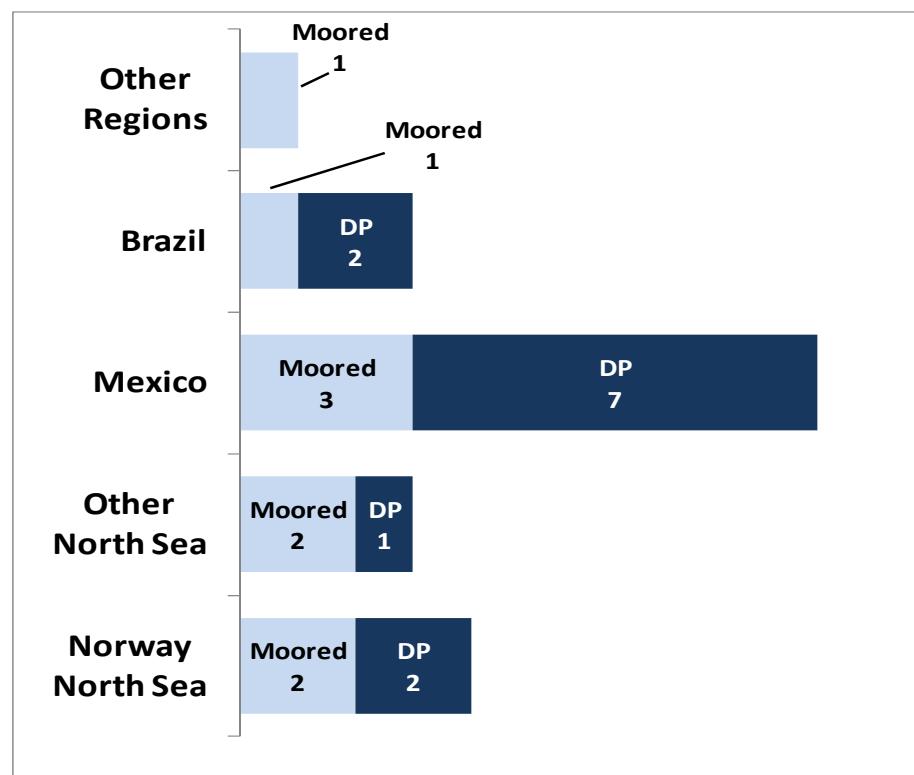 Moored
1
Other
Regions
Moored
1
Brazil
DP
2
Mexico
Moored
3
DP
7
Other
North Sea
Moored
2
DP
1
Norway
North Sea
Moored
2
DP
2